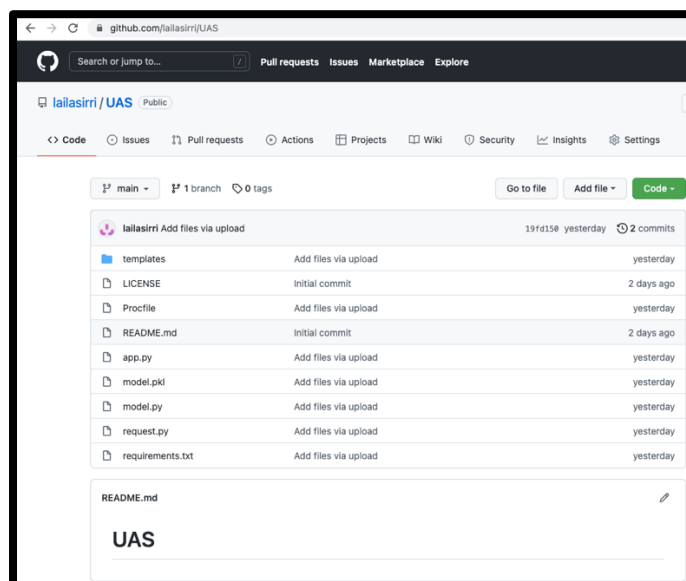 github.com/lailasirri/UAS
Search or jump to... / Pull requests Issues Marketplace Explore
lailasirri / UAS Public
<> Code Issues Pull requests Actions Projects Wiki Security Insights Settings
main 1 branch 0 tags Go to file Add file Code
lailasirri Add files via upload 19fd150 yesterday 2 commits
templates Add files via upload yesterday
LICENSE Initial commit 2 days ago
Procfile Add files via upload yesterday
README.md Initial commit 2 days ago
app.py Add files via upload yesterday
model.pkl Add files via upload yesterday
model.py Add files via upload yesterday
request.py Add files via upload yesterday
requirements.txt Add files via upload yesterday
README.md
UAS